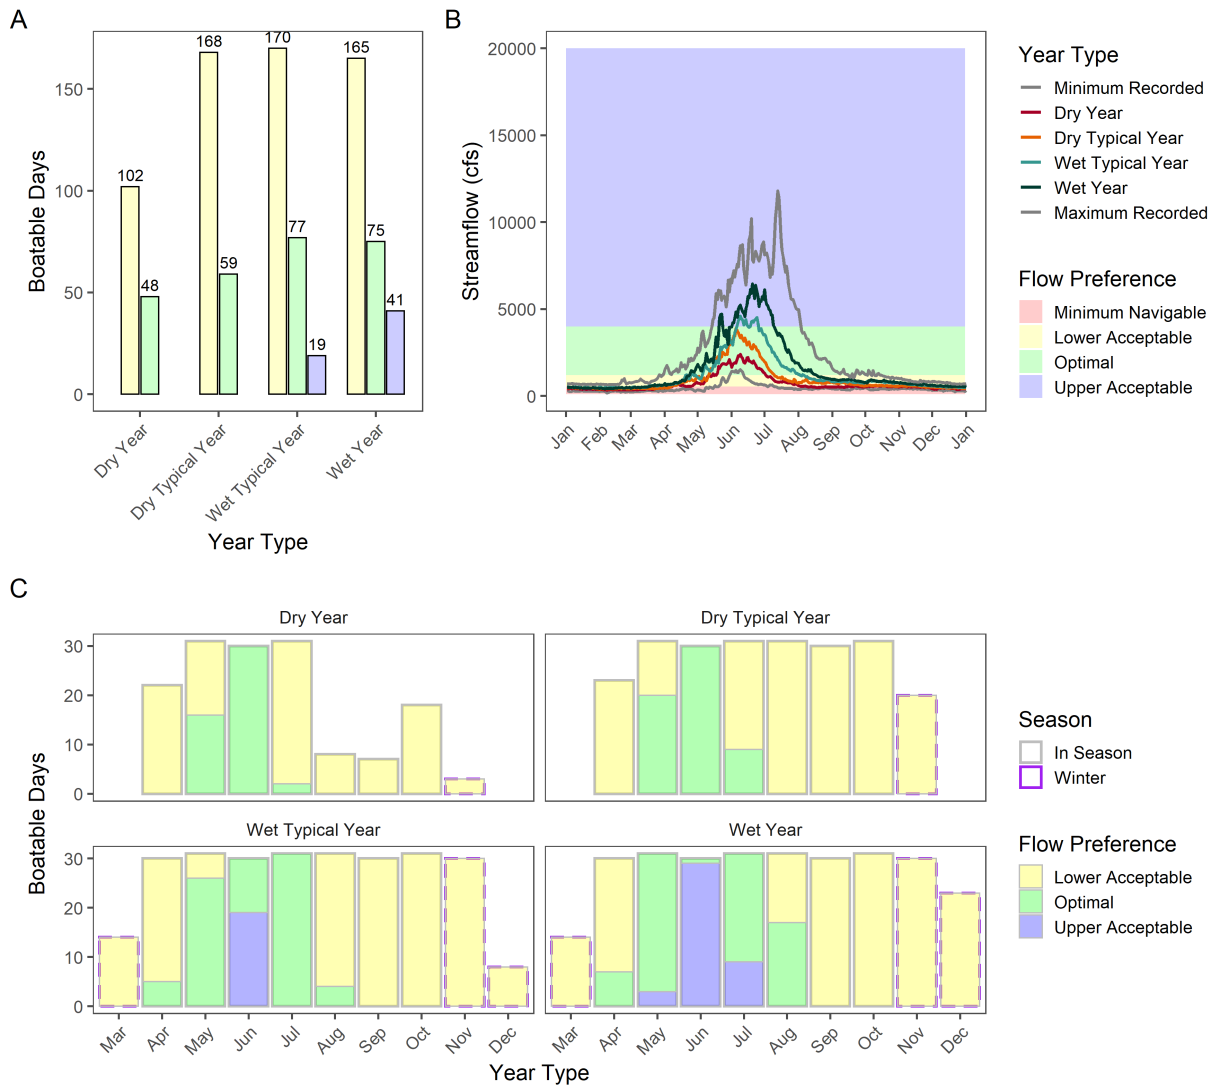 A
Boatable Days
150
100
50
0
102
48
168
59
170
77
19
165
75
41
Dry Year
Dry Typical Year
Wet Typical Year
Wet Year
Year Type
B
Streamflow (cfs)
20000
15000
10000
5000
0
Jan
Feb
Mar
Apr
May
Jun
Jul
Aug
Sep
Oct
Nov
Dec
Jan
Year Type
Minimum Recorded
Dry Year
Dry Typical Year
Wet Typical Year
Wet Year
Maximum Recorded
Flow Preference
Minimum Navigable
Lower Acceptable
Optimal
Upper Acceptable
C
Boatable Days
Dry Year
Dry Typical Year
30
20
10
0
Wet Typical Year
Wet Year
30
20
10
0
Mar
Apr
May
Jun
Jul
Aug
Sep
Oct
Nov
Dec
Mar
Apr
May
Jun
Jul
Aug
Sep
Oct
Nov
Dec
Year Type
Season
In Season
Winter
Flow Preference
Lower Acceptable
Optimal
Upper Acceptable